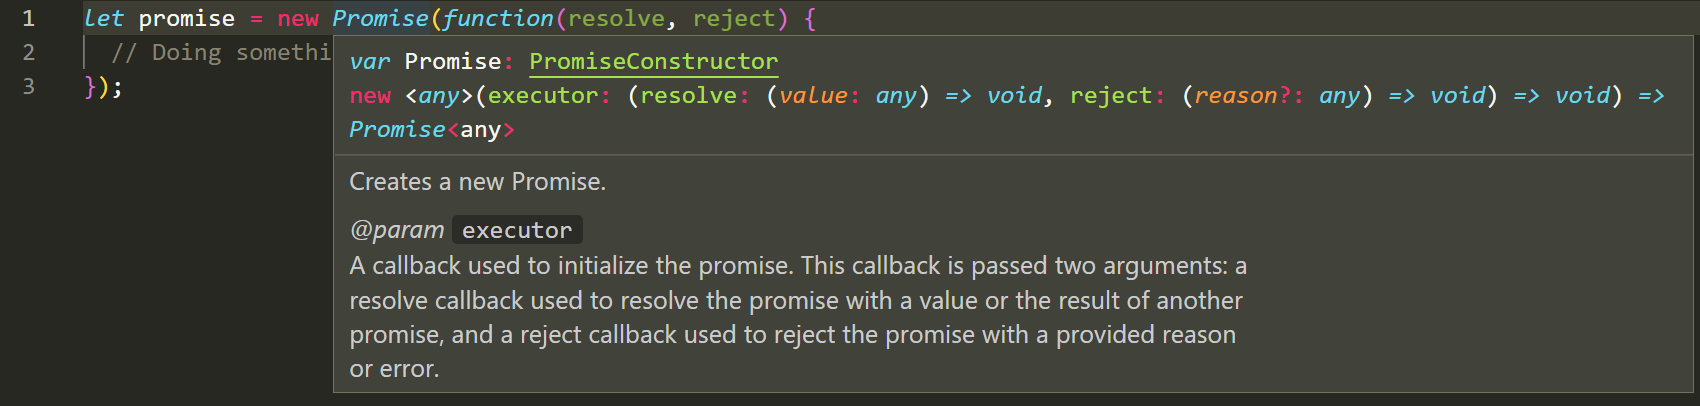 1 let promise = new Promise(function(resolve, reject) {
2 // Doing somethi
3 });
var Promise: PromiseConstructor
new <any>(executor: (resolve: (value: any) => void, reject: (reason?: any) => void) => void) =>
Promise<any>
Creates a new Promise.
@param executor
A callback used to initialize the promise. This callback is passed two arguments: a
resolve callback used to resolve the promise with a value or the result of another
promise, and a reject callback used to reject the promise with a provided reason
or error.